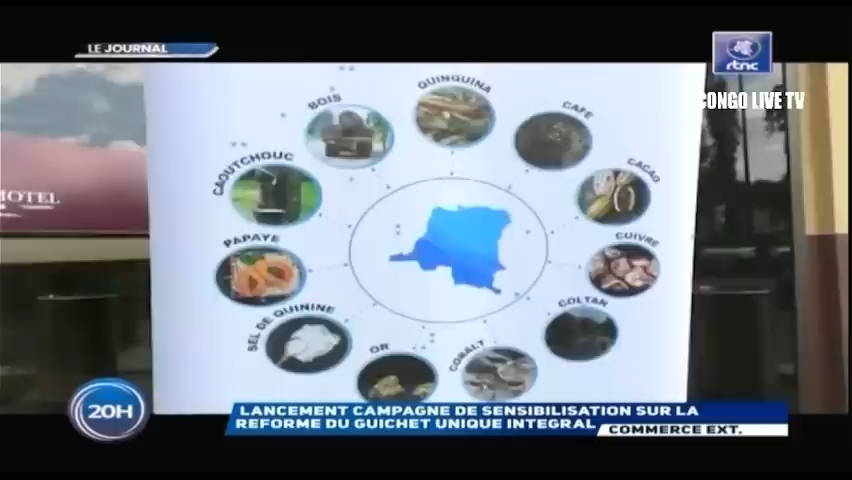 LE JOURNAL
rtnc
CONGO LIVE TV
HOTEL
QUINQUINA
BOIS
CAFE
CAOUTCHOUC
CACAO
PAPAYE
CUIVRE
SEL DE QUININE
COLTAN
OR
COBALT
20H
LANCEMENT CAMPAGNE DE SENSIBILISATION SUR LA
REFORME DU GUICHET UNIQUE INTEGRAL
COMMERCE EXT.